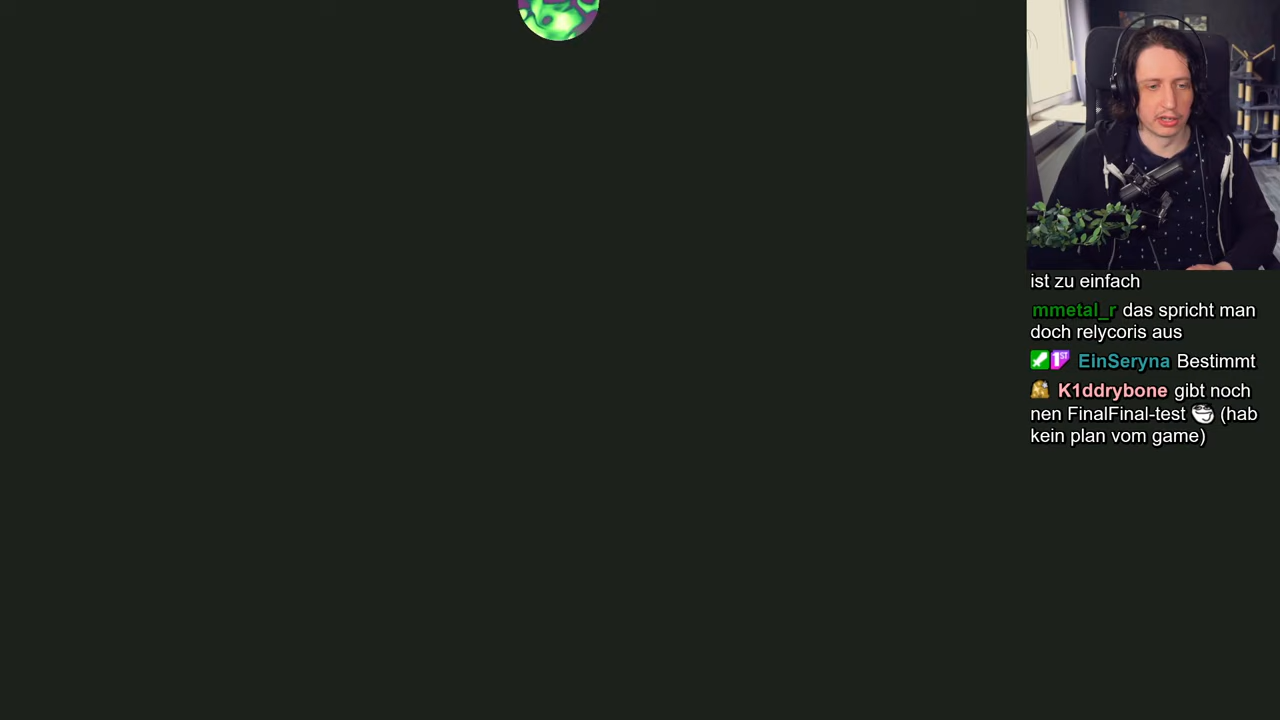 ist zu einfach
mmetal_r das spricht man
doch relycoris aus
EinSeryna Bestimmt
K1ddrybone gibt noch
nen FinalFinal-test (hab
kein plan vom game)